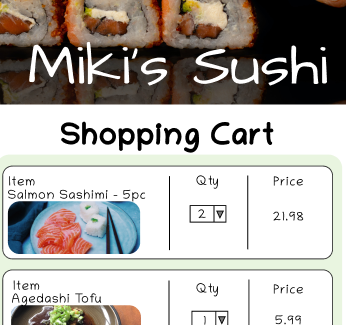 Miki's Sushi
Shopping Cart
Item
Qty
Price
Salmon Sashimi - 5pc
2
21.98
Item
Qty
Price
Agedashi Tofu
1
5.99